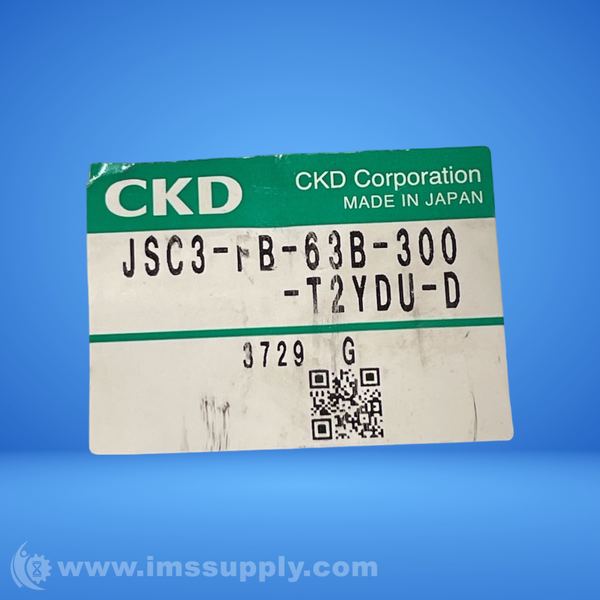 CKD
CKD Corporation
MADE IN JAPAN
JSC3-FB-63B-300
-T2YDU-D
3729 G
www.imssupply.com